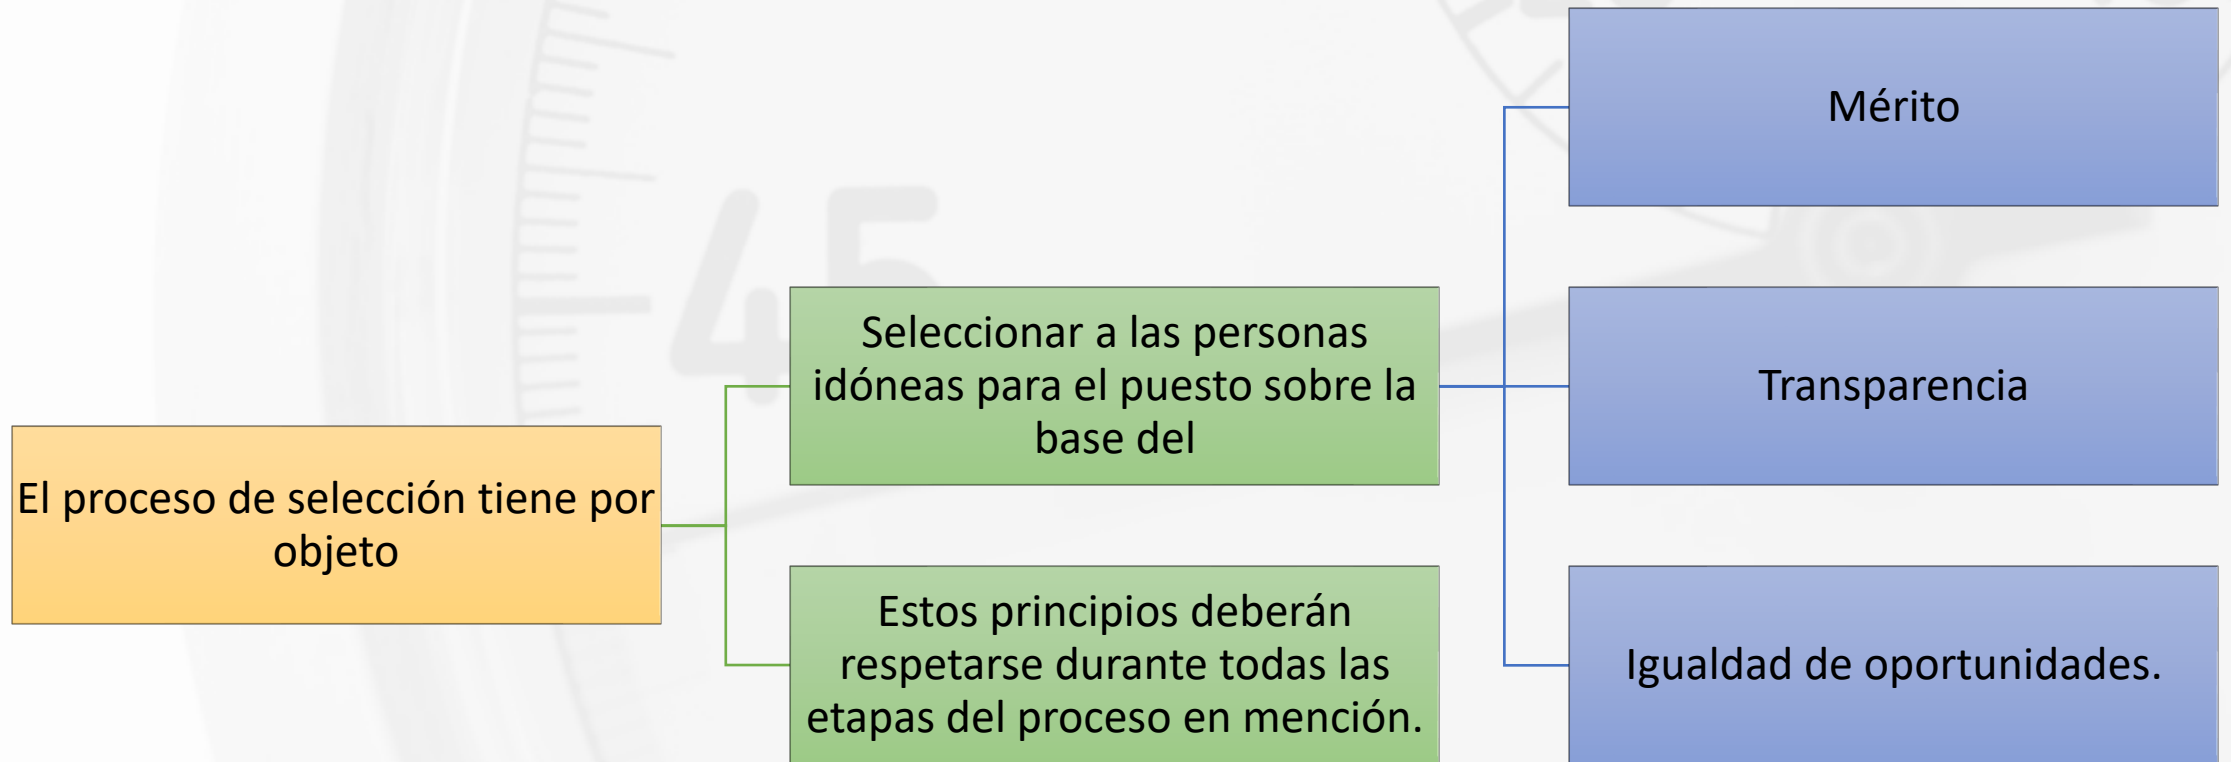 El proceso de selección tiene por
objeto
Seleccionar a las personas
idóneas para el puesto sobre la
base del
Estos principios deberán
respetarse durante todas las
etapas del proceso en mención.
Mérito
Transparencia
Igualdad de oportunidades.
45